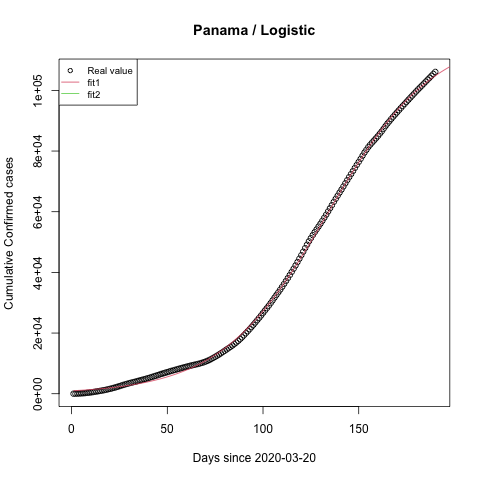 Panama / Logistic
Real value
fit1
fit2
Cumulative Confirmed cases
1e+05
8e+04
6e+04
4e+04
2e+04
0e+00
0 50 100 150
Days since 2020-03-20